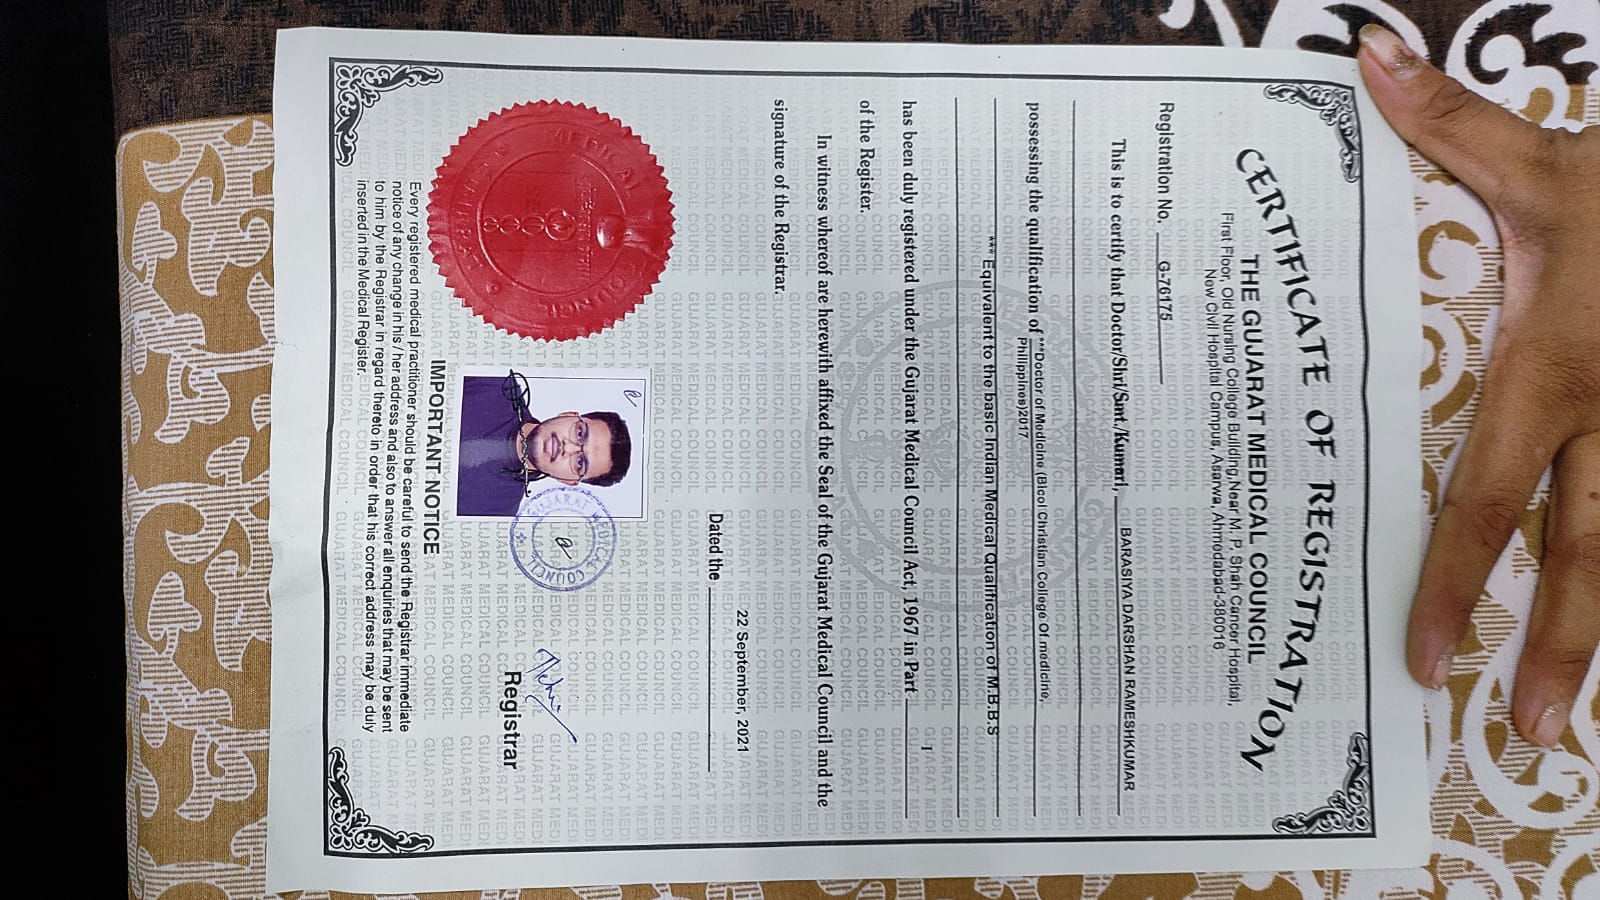 CERTIFICATE OF REGISTRATION
THE GUJARAT MEDICAL COUNCIL
First Floor, Old Nursing College Building,Near M. P. Shah Cancer Hospital,
New Civil Hospital Campus, Asarwa, Ahmedabad-380016
Registration No. G-76175
This is to certify that Doctor/Shri/Smt./Kumari, BARASIYA DARSHAN RAMESHKUMAR
possessing the qualification of ***Doctor of Medicine (Bicol Christian College Of medicine,
Philippines)2017
*** Equivalent to the basic Indian Medical Qualification of M.B.B.S
has been duly registered under the Gujarat Medical Council Act, 1967 in Part I
of the Register.
In witness whereof are herewith affixed the Seal of the Gujarat Medical Council and the
signature of the Registrar.
Dated the 22 September, 2021
MEDICAL COUNCIL
GUJARAT MEDICAL COUNCIL
Registrar
IMPORTANT NOTICE
Every registered medical practitioner should be careful to send the Registrar immediate
notice of any change in his / her address and also to answer all enquiries that may be sent
to him by the Registrar in regard thereto in order that his correct address may be duly
inserted in the Medical Register.